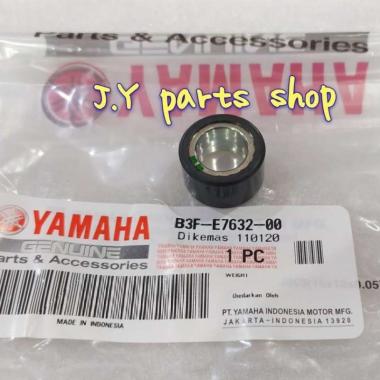 Parts & Accessories
GENUINE
YAMAHA
J.Y parts shop
YAMAHA
GENUINE
Parts & Accessories
MADE IN INDONESIA
B3F-E7632-00
Dikemas 110120
1 PC
WEIGHT
Diedarkan Oleh
PT. YAMAHA INDONESIA MOTOR MFG.
JAKARTA-INDONESIA 13920